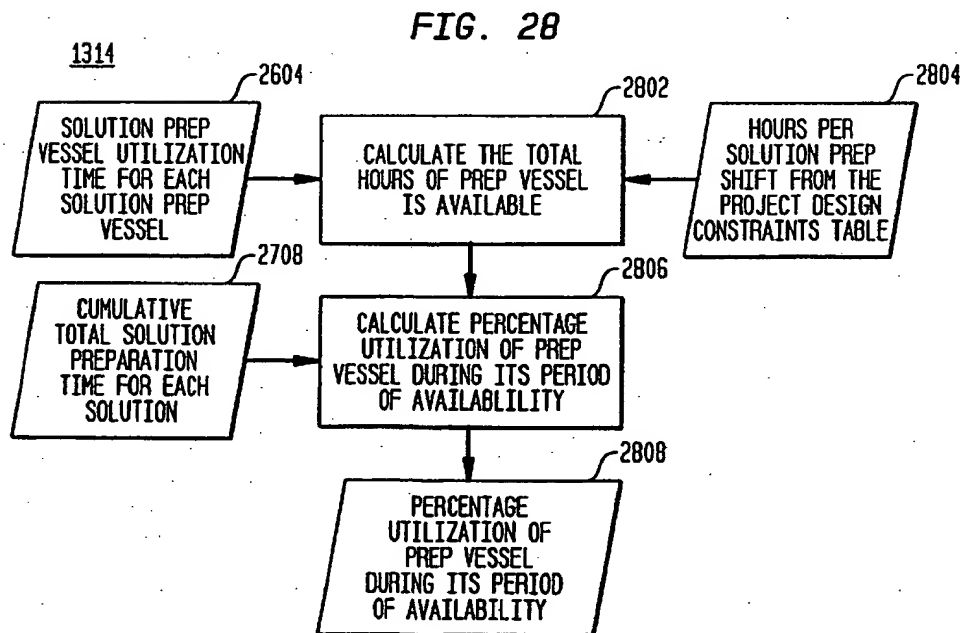 FIG. 28
1314
2604
SOLUTION PREP
VESSEL UTILIZATION
TIME FOR EACH
SOLUTION PREP
VESSEL
2802
CALCULATE THE TOTAL
HOURS OF PREP VESSEL
IS AVAILABLE
2804
HOURS PER
SOLUTION PREP
SHIFT FROM THE
PROJECT DESIGN
CONSTRAINTS TABLE
2708
CUMULATIVE
TOTAL SOLUTION
PREPARATION
TIME FOR EACH
SOLUTION
2806
CALCULATE PERCENTAGE
UTILIZATION OF PREP
VESSEL DURING ITS PERIOD
OF AVAILABLILITY
2808
PERCENTAGE
UTILIZATION OF
PREP VESSEL
DURING ITS PERIOD
OF AVAILABILITY